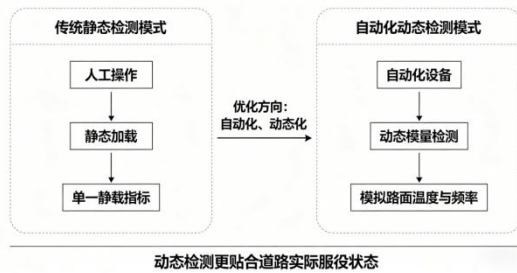 传统静态检测模式
人工操作
静态加载
单一静载指标
优化方向：
自动化、动态化
自动化动态检测模式
自动化设备
动态模量检测
模拟路面温度与频率
动态检测更贴合道路实际服役状态